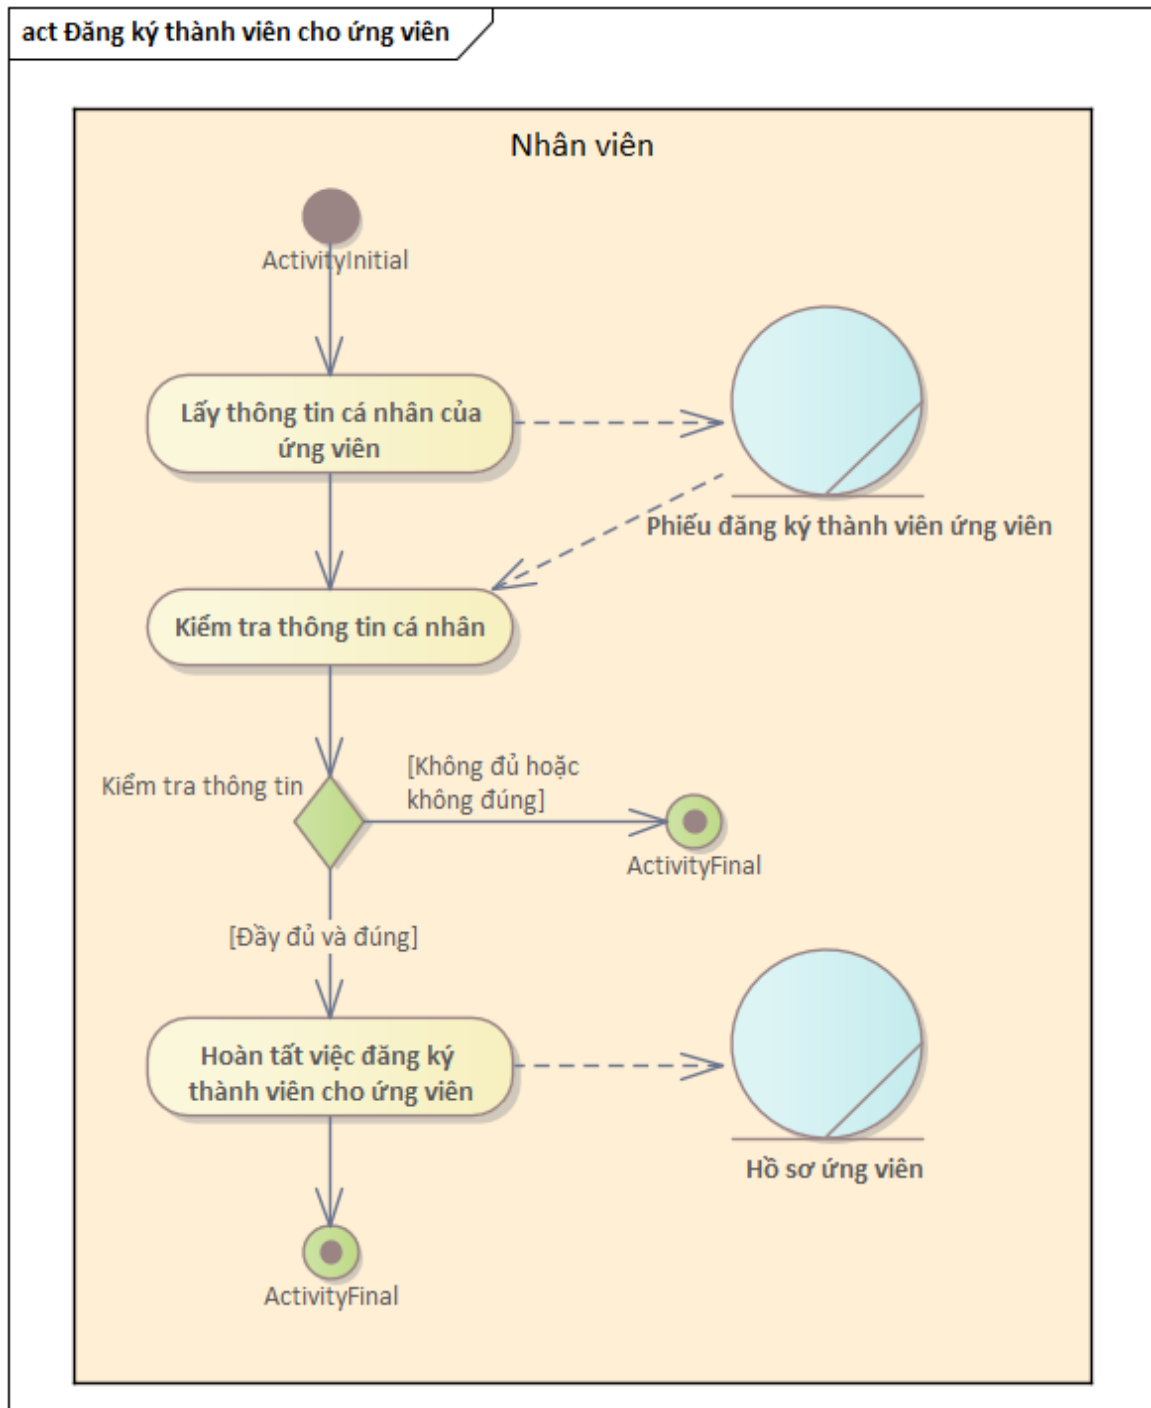 act Đăng ký thành viên cho ứng viên
Nhân viên
ActivityInitial
Lấy thông tin cá nhân của
ứng viên
Phiếu đăng ký thành viên ứng viên
Kiểm tra thông tin cá nhân
Kiểm tra thông tin
[Không đủ hoặc
không đúng]
ActivityFinal
[Đầy đủ và đúng]
Hoàn tất việc đăng ký
thành viên cho ứng viên
Hồ sơ ứng viên
ActivityFinal